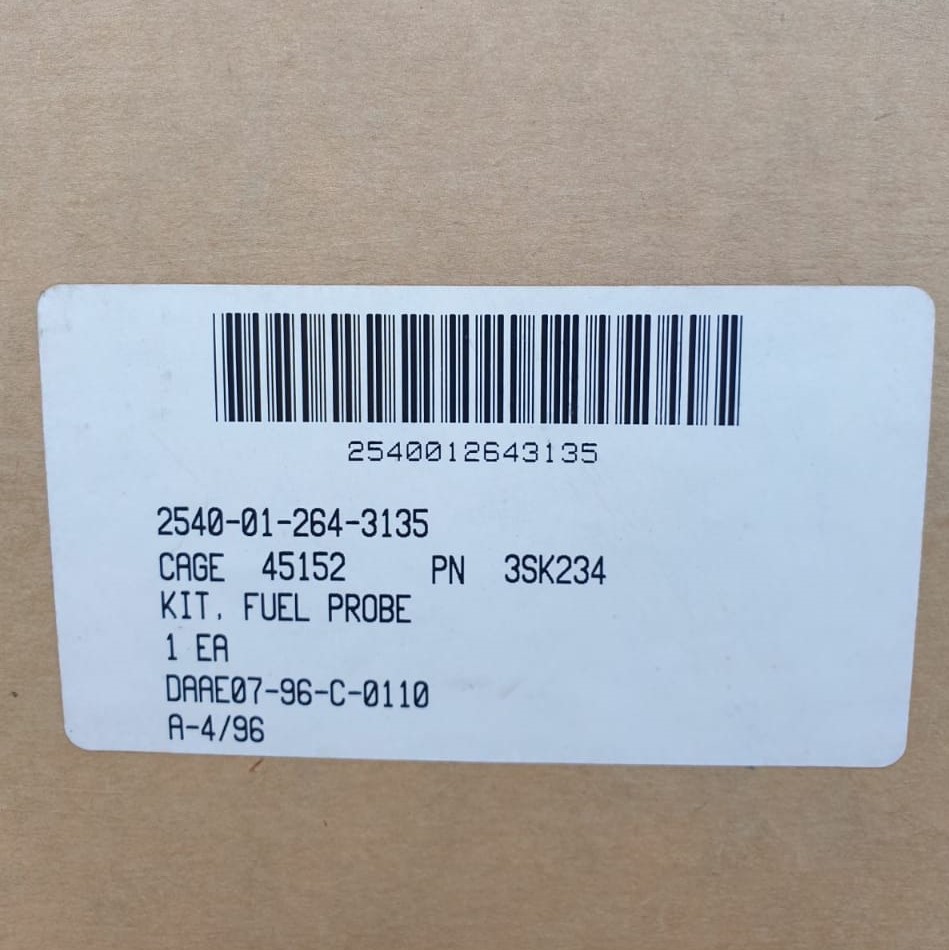 2540012643135
2540-01-264-3135
CAGE 45152 PN 3SK234
KIT, FUEL PROBE
1 EA
DAAE07-96-C-0110
A-4/96